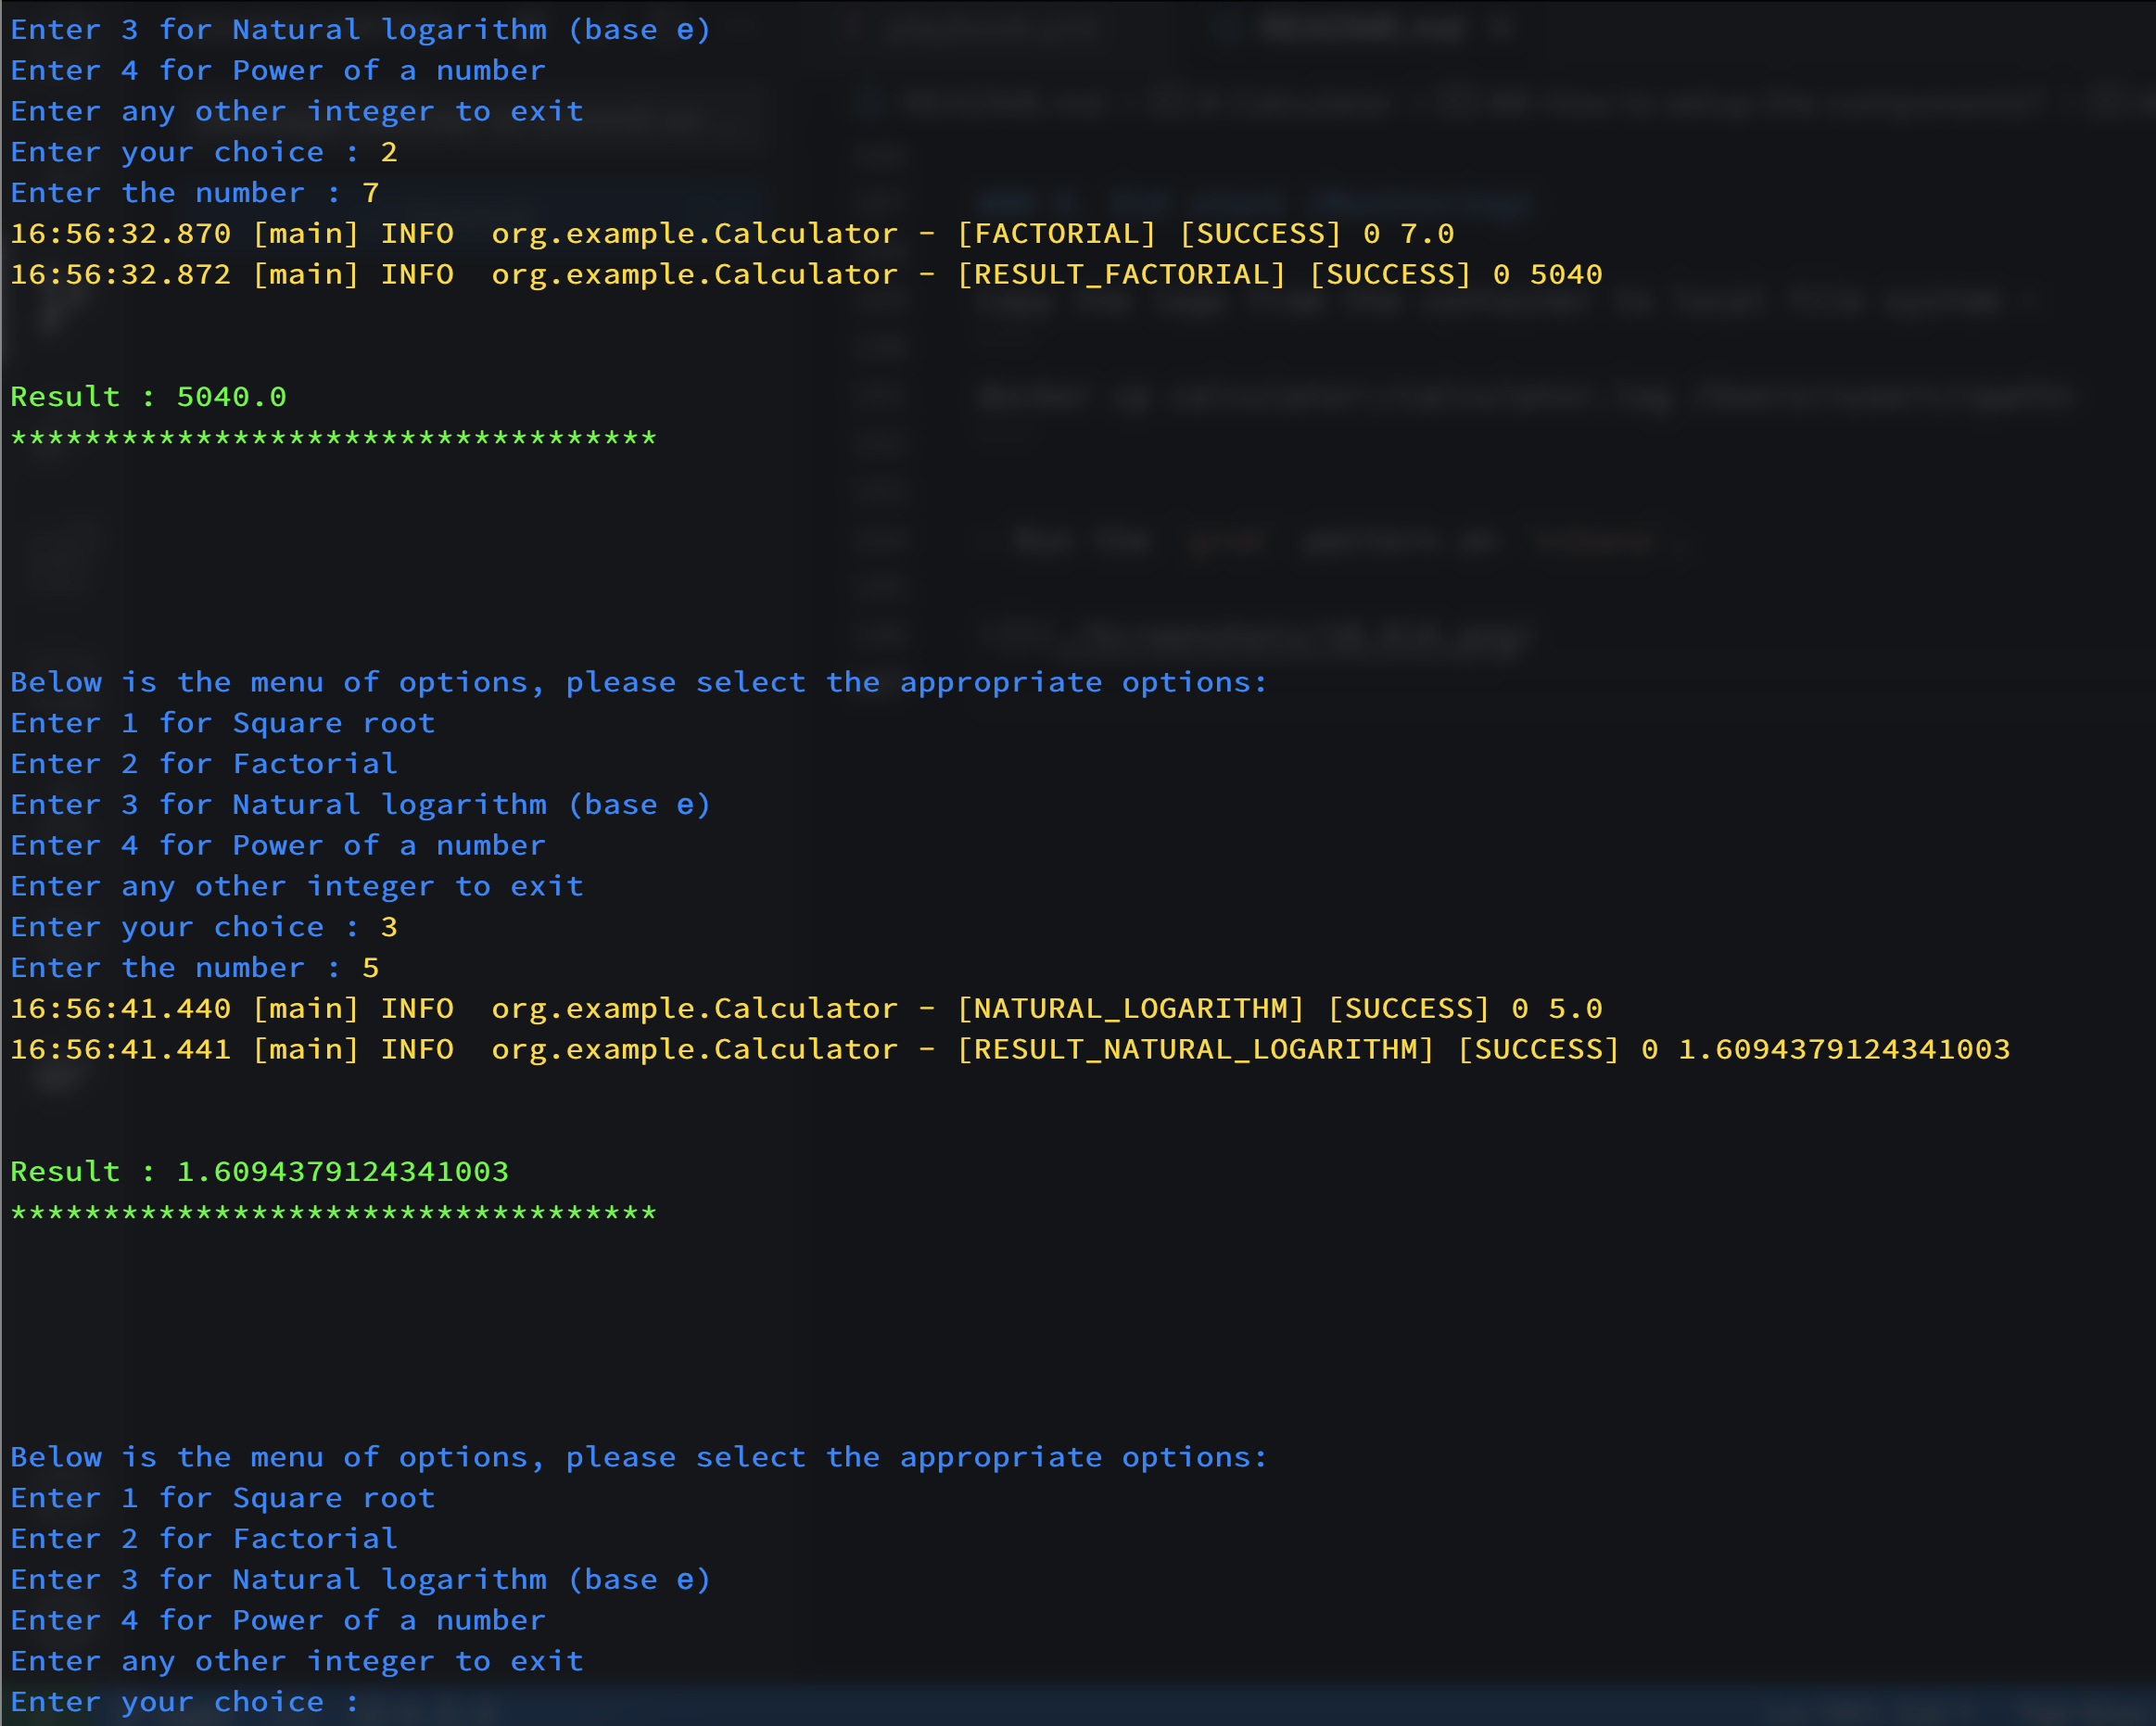 Enter 3 for Natural logarithm (base e)
Enter 4 for Power of a number
Enter any other integer to exit
Enter your choice : 2
Enter the number : 7
16:56:32.870 [main] INFO  org.example.Calculator - [FACTORIAL] [SUCCESS] 0 7.0
16:56:32.872 [main] INFO  org.example.Calculator - [RESULT_FACTORIAL] [SUCCESS] 0 5040
Result : 5040.0
***********************************
Below is the menu of options, please select the appropriate options:
Enter 1 for Square root
Enter 2 for Factorial
Enter 3 for Natural logarithm (base e)
Enter 4 for Power of a number
Enter any other integer to exit
Enter your choice : 3
Enter the number : 5
16:56:41.440 [main] INFO  org.example.Calculator - [NATURAL_LOGARITHM] [SUCCESS] 0 5.0
16:56:41.441 [main] INFO  org.example.Calculator - [RESULT_NATURAL_LOGARITHM] [SUCCESS] 0 1.6094379124341003
Result : 1.6094379124341003
***********************************
Below is the menu of options, please select the appropriate options:
Enter 1 for Square root
Enter 2 for Factorial
Enter 3 for Natural logarithm (base e)
Enter 4 for Power of a number
Enter any other integer to exit
Enter your choice :